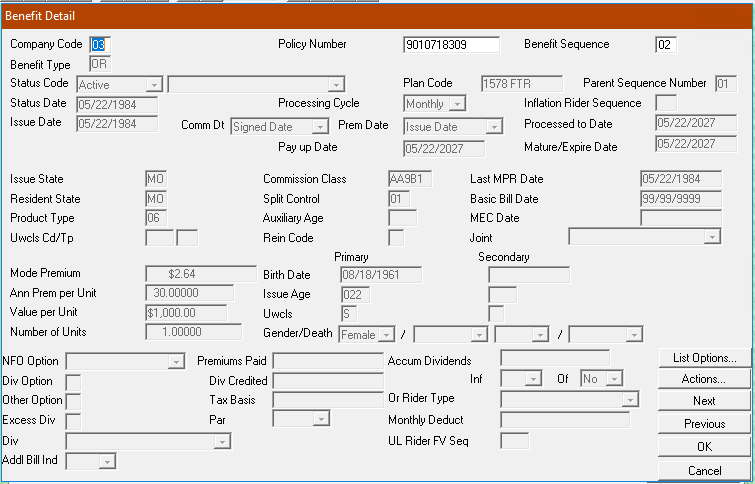 Benefit Detail
Company Code 03 Policy Number 9010718309 Benefit Sequence 02
Benefit Type OR
Status Code Active Plan Code 1578 FTR Parent Sequence Number 01
Status Date 05/22/1984 Processing Cycle Monthly Inflation Rider Sequence
Issue Date 05/22/1984 Comm Dt Signed Date Prem Date Issue Date Processed to Date 05/22/2027
Pay up Date 05/22/2027 Mature/Expire Date 05/22/2027
Issue State MO Commission Class AA9B1 Last MPR Date 05/22/1984
Resident State MO Split Control 01 Basic Bill Date 99/99/9999
Product Type 06 Auxiliary Age MEC Date
Uwcls Cd/Tp Rein Code Joint
Primary Secondary
Mode Premium $2.64 Birth Date 08/18/1961
Ann Prem per Unit 30.00000 Issue Age 022
Value per Unit $1,000.00 Uwcls S
Number of Units 1.00000 Gender/Death Female / /
NFO Option Premiums Paid Accum Dividends List Options...
Div Option Div Credited Inf Of No Actions...
Other Option Tax Basis Or Rider Type Next
Excess Div Par Monthly Deduct Previous
Div UL Rider FV Seq OK
Addl Bill Ind Cancel